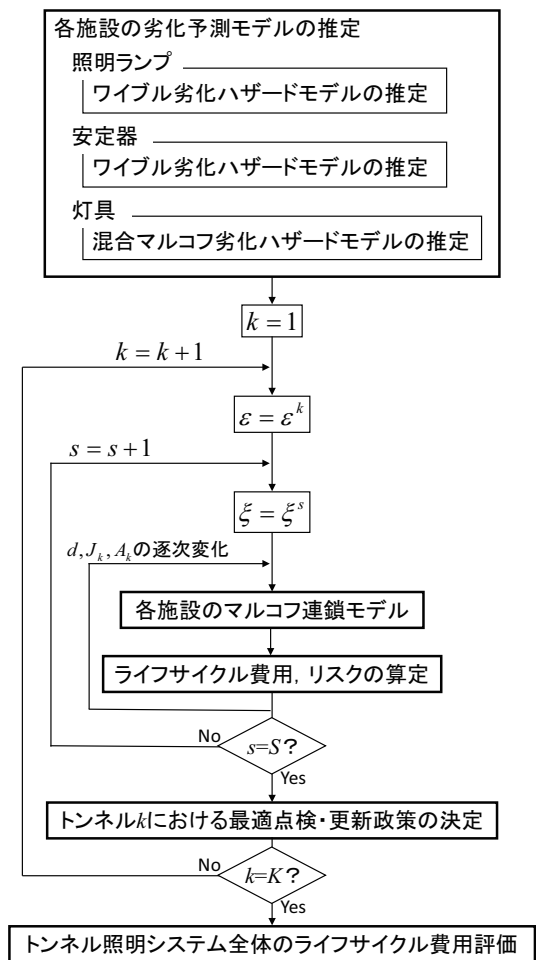 各施設の劣化予測モデルの推定
照明ランプ
ワイブル劣化ハザードモデルの推定
安定器
ワイブル劣化ハザードモデルの推定
灯具
混合マルコフ劣化ハザードモデルの推定
k = 1
k = k + 1
ε = ε^k
s = s + 1
ξ = ξ^s
d, J_k, A_kの逐次変化
各施設のマルコフ連鎖モデル
ライフサイクル費用，リスクの算定
No
s=S？
Yes
トンネルkにおける最適点検・更新政策の決定
No
k=K？
Yes
トンネル照明システム全体のライフサイクル費用評価